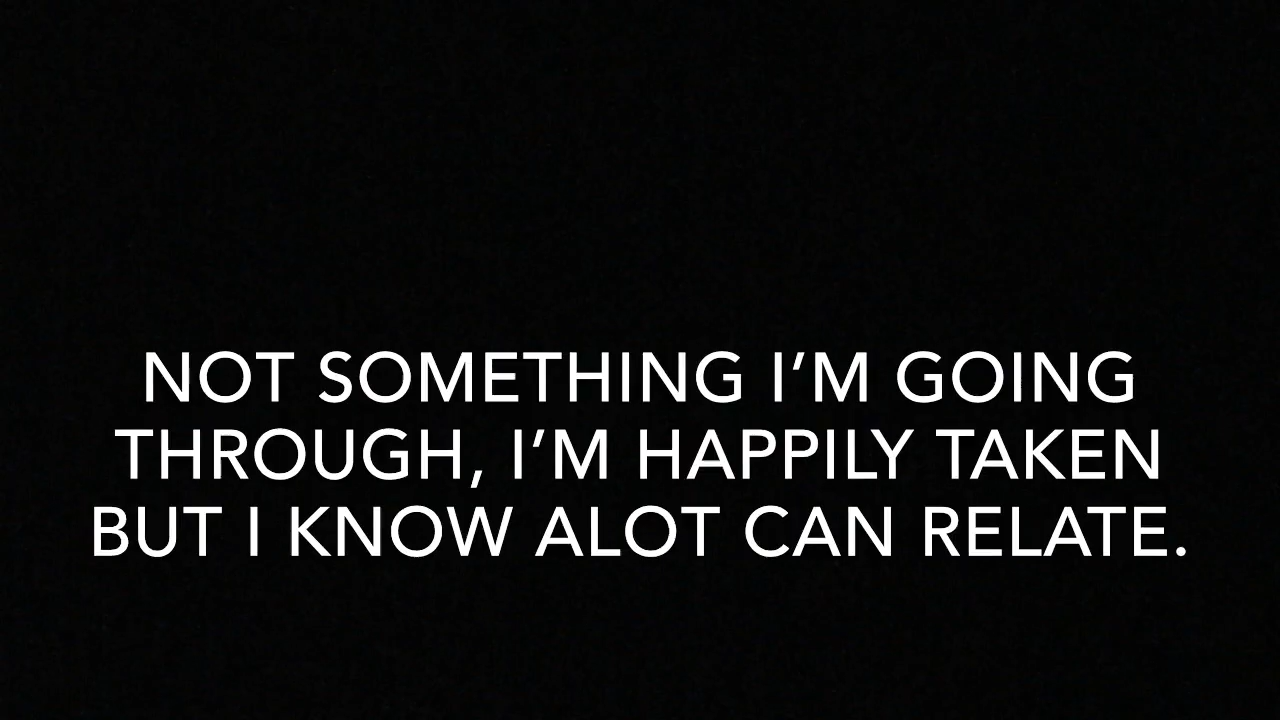 NOT SOMETHING I’M GOING
THROUGH, I’M HAPPILY TAKEN
BUT I KNOW ALOT CAN RELATE.